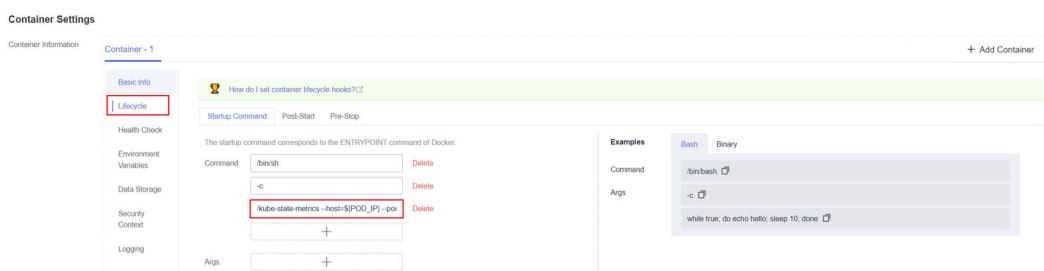 Container Settings
Container Information
Container - 1
+ Add Container
Basic Info
Lifecycle
Health Check
Environment
Variables
Data Storage
Security
Context
Logging
How do I set container lifecycle hooks?
Startup Command Post-Start Pre-Stop
The startup command corresponds to the ENTRYPOINT command of Docker.
Command /bin/sh Delete
-c Delete
/kube-state-metrics --host=${POD_IP} --por Delete
+
Args +
Examples Bash Binary
Command /bin/bash
Args -c
while true; do echo hello; sleep 10; done